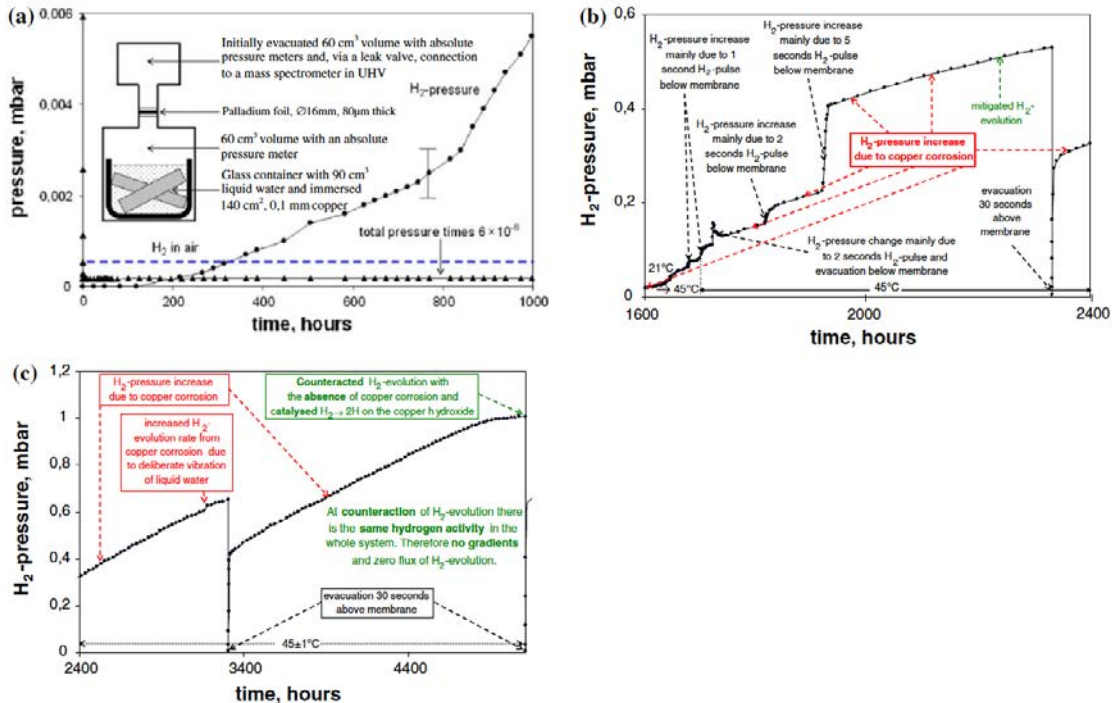 (a)
0,006
0,004
0,002
0
pressure, mbar
Initially evacuated 60 cm³ volume with absolute
pressure meters and, via a leak valve, connection
to a mass spectrometer in UHV
H₂-pressure
Palladium foil, ∅16mm, 80μm thick
60 cm³ volume with an absolute
pressure meter
Glass container with 90 cm³
liquid water and immersed
140 cm², 0,1 mm copper
H₂ in air
total pressure times 6×10⁻⁶
0 200 400 600 800 1000
time, hours
(b)
0,6
0,4
0,2
0
H₂-pressure, mbar
H₂-pressure increase
mainly due to 1
second H₂-pulse
below membrane
H₂-pressure increase
mainly due to 5
seconds H₂-pulse
below membrane
H₂-pressure increase
mainly due to 2
seconds H₂-pulse
below membrane
mitigated H₂-
evolution
H₂-pressure increase
due to copper corrosion
evacuation
30 seconds
above
membrane
H₂-pressure change mainly due
to 2 seconds H₂-pulse and
evacuation below membrane
21°C
45°C
45°C
1600 2000 2400
time, hours
(c)
1,2
1
0,8
0,6
0,4
0,2
0
H₂-pressure, mbar
H₂-pressure increase
due to copper corrosion
increased H₂-
evolution rate from
copper corrosion due
to deliberate vibration
of liquid water
Counteracted H₂-evolution with
the absence of copper corrosion and
catalysed H₂→ 2H on the copper hydroxide
At counteraction of H₂-evolution there
is the same hydrogen activity in the
whole system. Therefore no gradients
and zero flux of H₂-evolution.
evacuation 30 seconds
above membrane
45±1°C
2400 3400 4400
time, hours